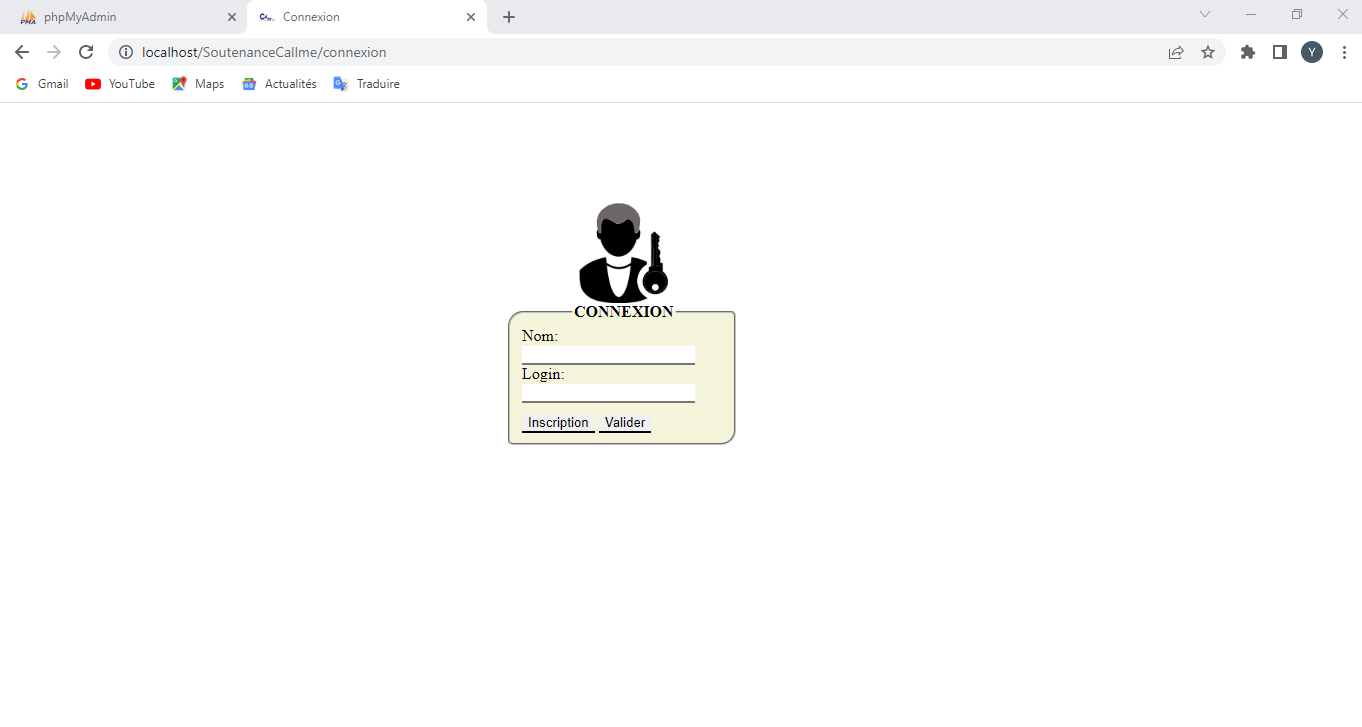 phpMyAdmin
Connexion
localhost/SoutenanceCallme/connexion
Y
Gmail
YouTube
Maps
Actualités
Traduire
CONNEXION
Nom:
Login:
Inscription Valider